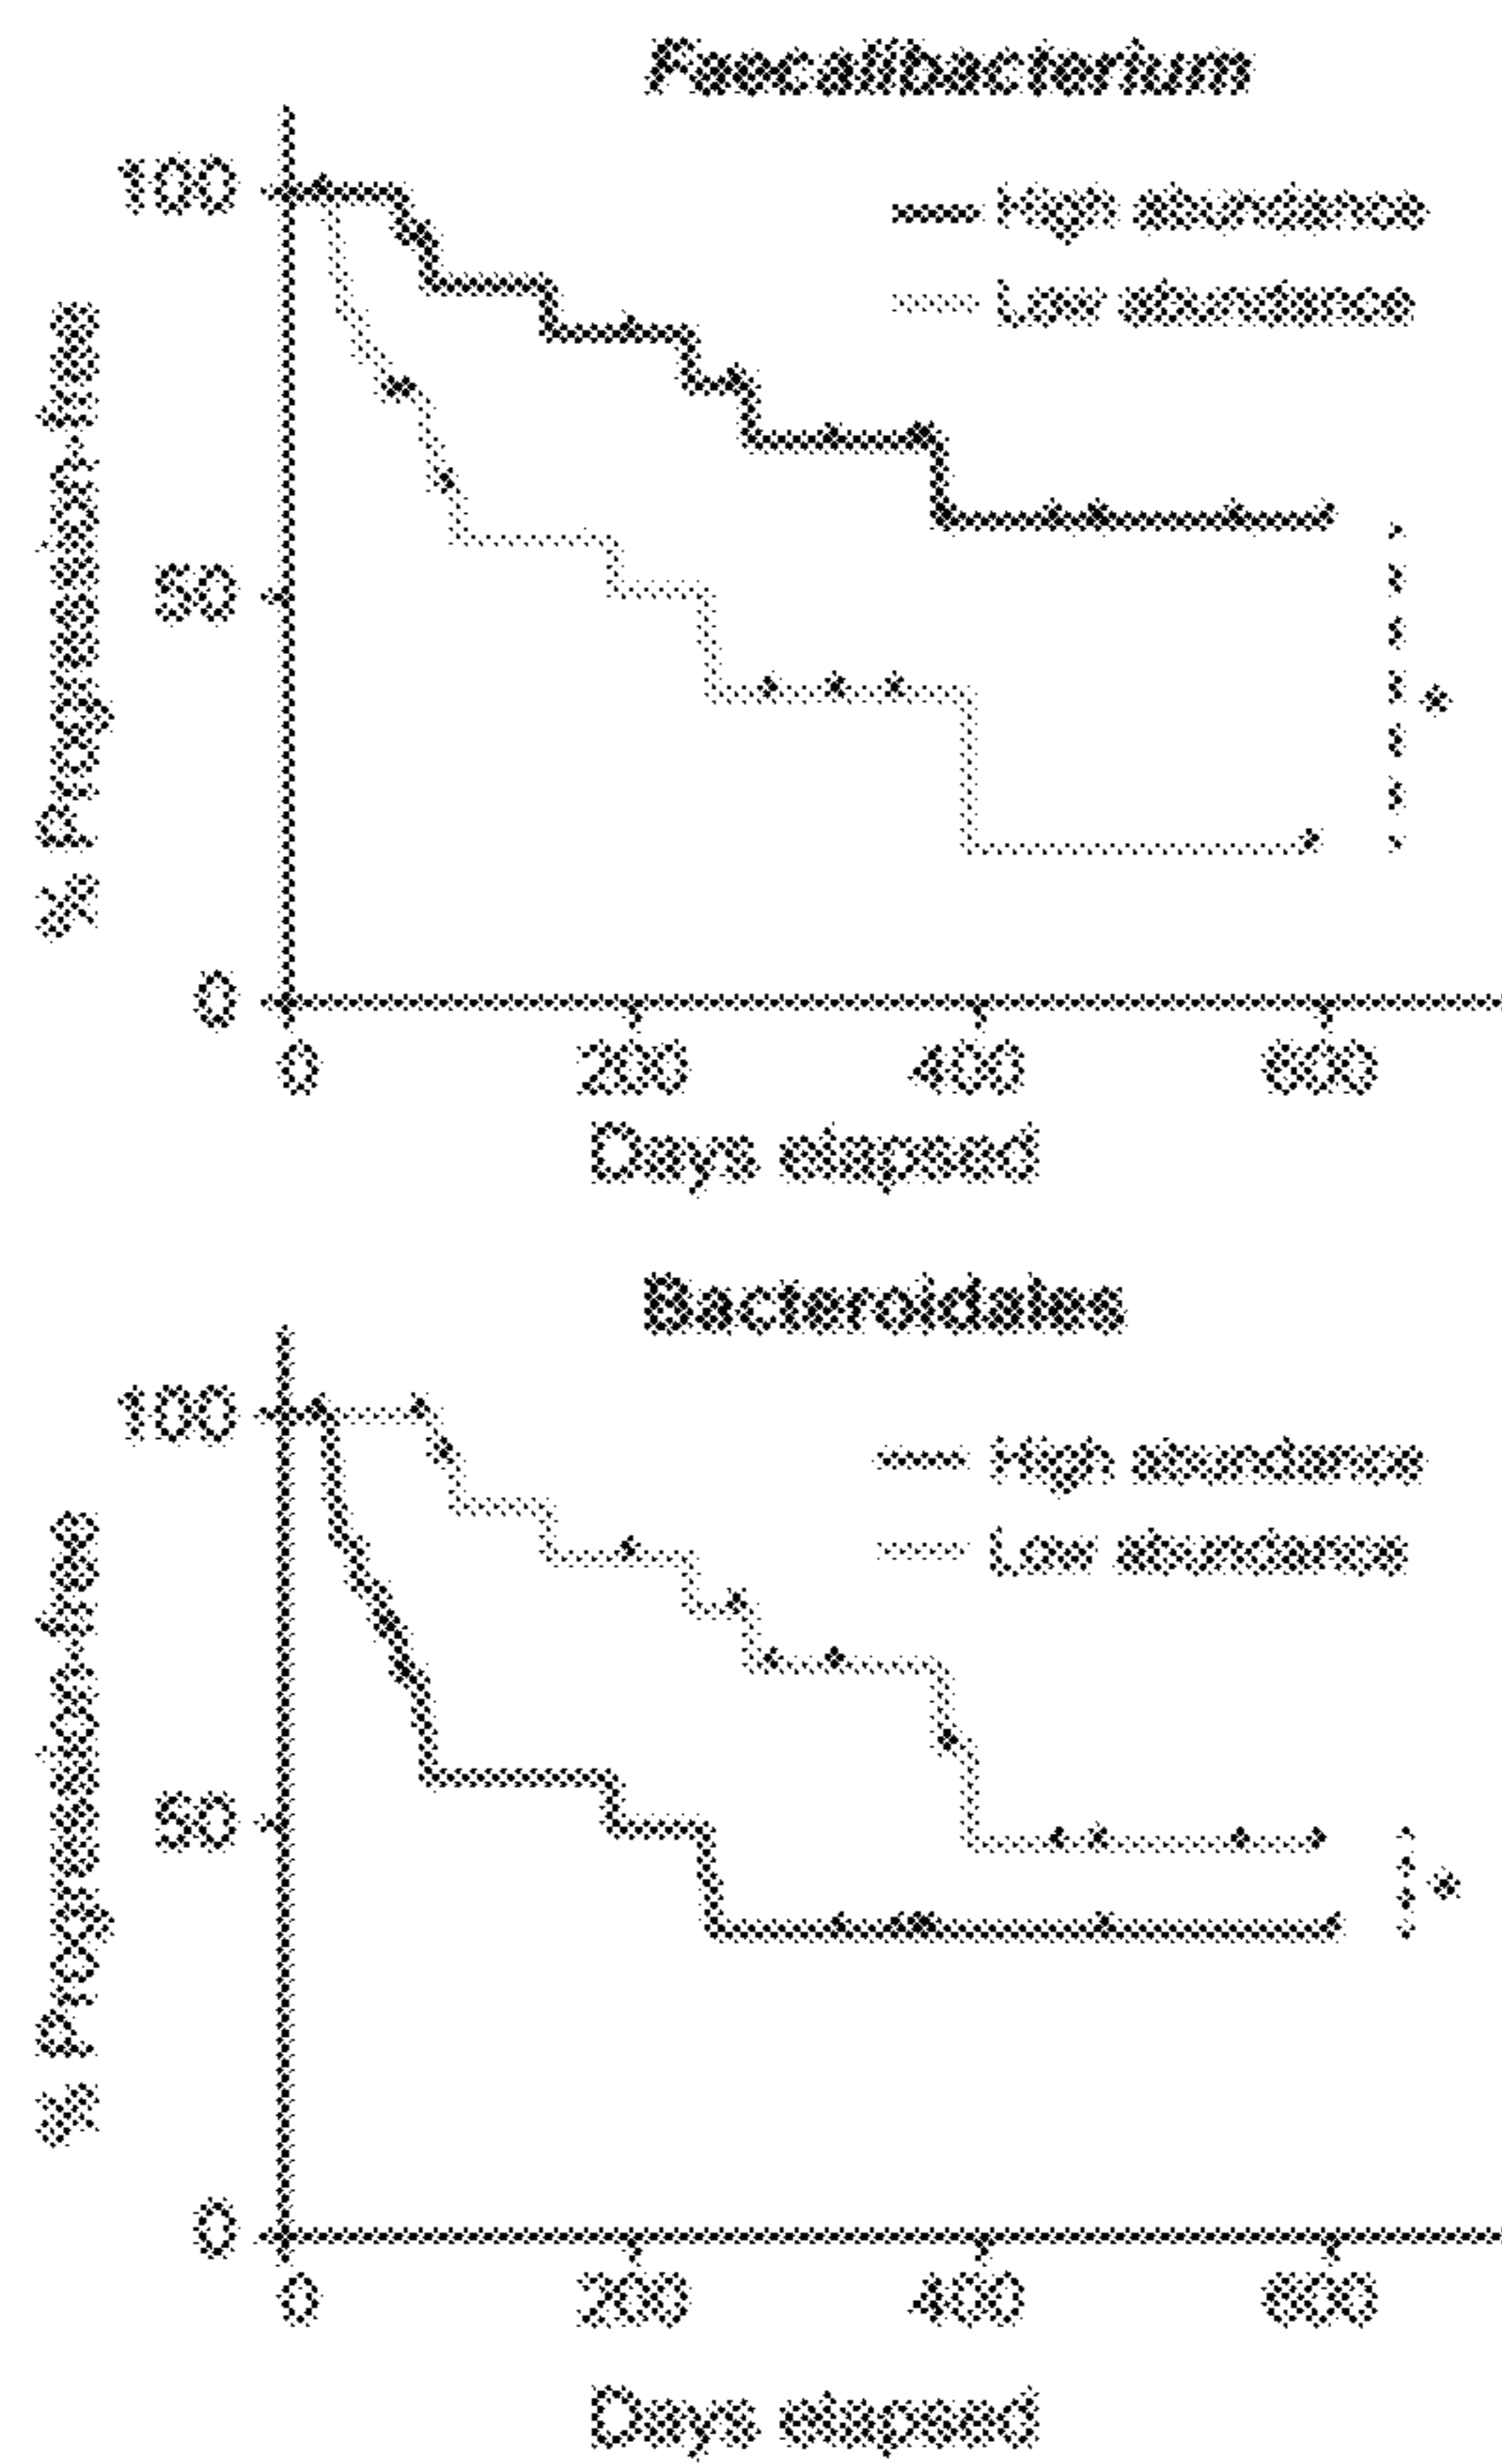 Faecalibacterium
100
High abundance
Low abundance
% Progression-free
50
0
0 200 400 600
Days elapsed
*
Bacteroidales
100
High abundance
Low abundance
% Progression-free
50
0
0 200 400 600
Days elapsed
*